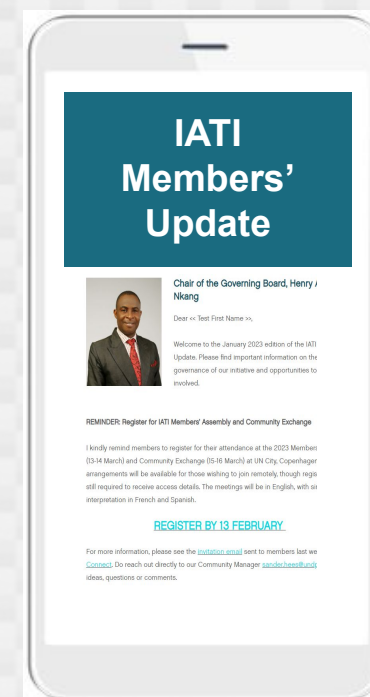 IATI
Members'
Update
Chair of the Governing Board, Henry
Nkang
Dear << Test First Name >>,
Welcome to the January 2023 edition of the IATI
Update. Please find important information on the
governance of our initiative and opportunities to
involved.
REMINDER: Register for IATI Members' Assembly and Community Exchange
I kindly remind members to register for their attendance at the 2023 Members
(13-14 March) and Community Exchange (15-16 March) at UN City, Copenhagen
arrangements will be available for those wishing to join remotely, though regis
still required to receive access details. The meetings will be in English, with si
interpretation in French and Spanish.
REGISTER BY 13 FEBRUARY
For more information, please see the invitation email sent to members last we
Connect. Do reach out directly to our Community Manager sander.hees@undp
ideas, questions or comments.